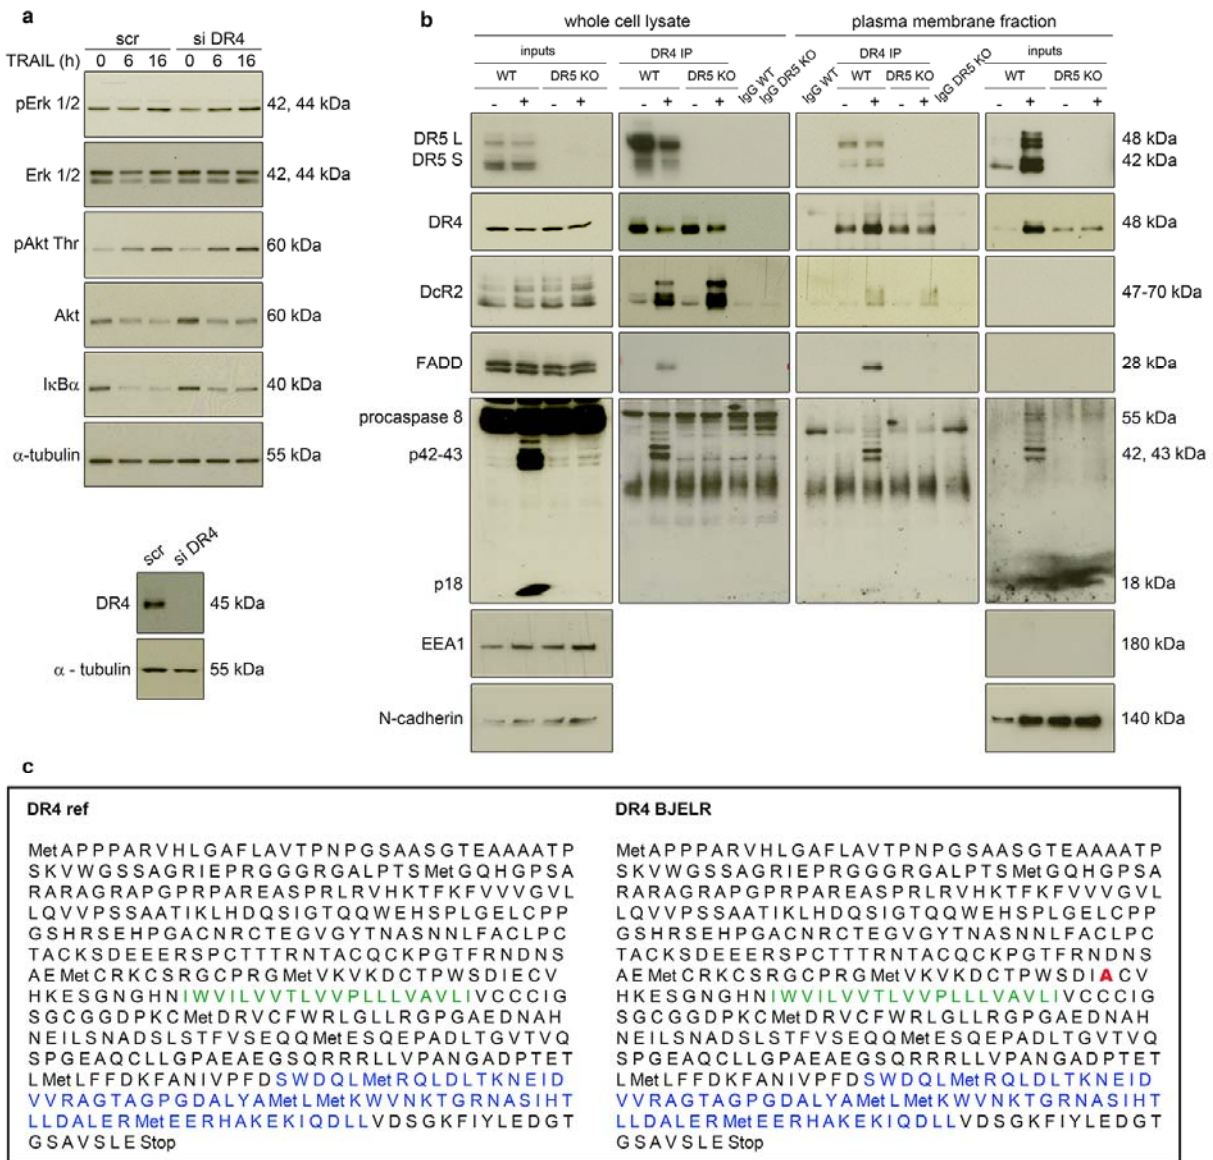 a
scr
si DR4
TRAIL (h) 0 6 16 0 6 16
pErk 1/2 42, 44 kDa
Erk 1/2 42, 44 kDa
pAkt Thr 60 kDa
Akt 60 kDa
IκBα 40 kDa
α-tubulin 55 kDa
scr si DR4
DR4 45 kDa
α - tubulin 55 kDa
b
whole cell lysate plasma membrane fraction
inputs DR4 IP DR4 IP inputs
WT DR5 KO WT DR5 KO IgG WT IgG DR5 KO IgG WT WT DR5 KO IgG DR5 KO WT DR5 KO
- + - + - + - + - + - + - + - +
DR5 L 48 kDa
DR5 S 42 kDa
DR4 48 kDa
DcR2 47-70 kDa
FADD 28 kDa
procaspase 8 55 kDa
p42-43 42, 43 kDa
p18 18 kDa
EEA1 180 kDa
N-cadherin 140 kDa
c
DR4 ref
Met A P P P A R V H L G A F L A V T P N P G S A A S G T E A A A A T P
S K V W G S S A G R I E P R G G G R G A L P T S Met G Q H G P S A
R A R A G R A P G P R P A R E A S P R L R V H K T F K F V V V G V L
L Q V V P S S A A T I K L H D Q S I G T Q Q W E H S P L G E L C P P
G S H R S E H P G A C N R C T E G V G Y T N A S N N L F A C L P C
T A C K S D E E E R S P C T T T R N T A C Q C K P G T F R N D N S
A E Met C R K C S R G C P R G Met V K V K D C T P W S D I E C V
H K E S G N G H N I W V I L V V T L V V P L L L V A V L I V C C C I G
S G C G G D P K C Met D R V C F W R L G L L R G P G A E D N A H
N E I L S N A D S L S T F V S E Q Q Met E S Q E P A D L T G V T V Q
S P G E A Q C L L G P A E A E G S Q R R R L L V P A N G A D P T E T
L Met L F F D K F A N I V P F D S W D Q L Met R Q L D L T K N E I D
V V R A G T A G P G D A L Y A Met L Met K W V N K T G R N A S I H T
L L D A L E R Met E E R H A K E K I Q D L L V D S G K F I Y L E D G T
G S A V S L E Stop
DR4 BJELR
Met A P P P A R V H L G A F L A V T P N P G S A A S G T E A A A A T P
S K V W G S S A G R I E P R G G G R G A L P T S Met G Q H G P S A
R A R A G R A P G P R P A R E A S P R L R V H K T F K F V V V G V L
L Q V V P S S A A T I K L H D Q S I G T Q Q W E H S P L G E L C P P
G S H R S E H P G A C N R C T E G V G Y T N A S N N L F A C L P C
T A C K S D E E E R S P C T T T R N T A C Q C K P G T F R N D N S
A E Met C R K C S R G C P R G Met V K V K D C T P W S D I A C V
H K E S G N G H N I W V I L V V T L V V P L L L V A V L I V C C C I G
S G C G G D P K C Met D R V C F W R L G L L R G P G A E D N A H
N E I L S N A D S L S T F V S E Q Q Met E S Q E P A D L T G V T V Q
S P G E A Q C L L G P A E A E G S Q R R R L L V P A N G A D P T E T
L Met L F F D K F A N I V P F D S W D Q L Met R Q L D L T K N E I D
V V R A G T A G P G D A L Y A Met L Met K W V N K T G R N A S I H T
L L D A L E R Met E E R H A K E K I Q D L L V D S G K F I Y L E D G T
G S A V S L E Stop